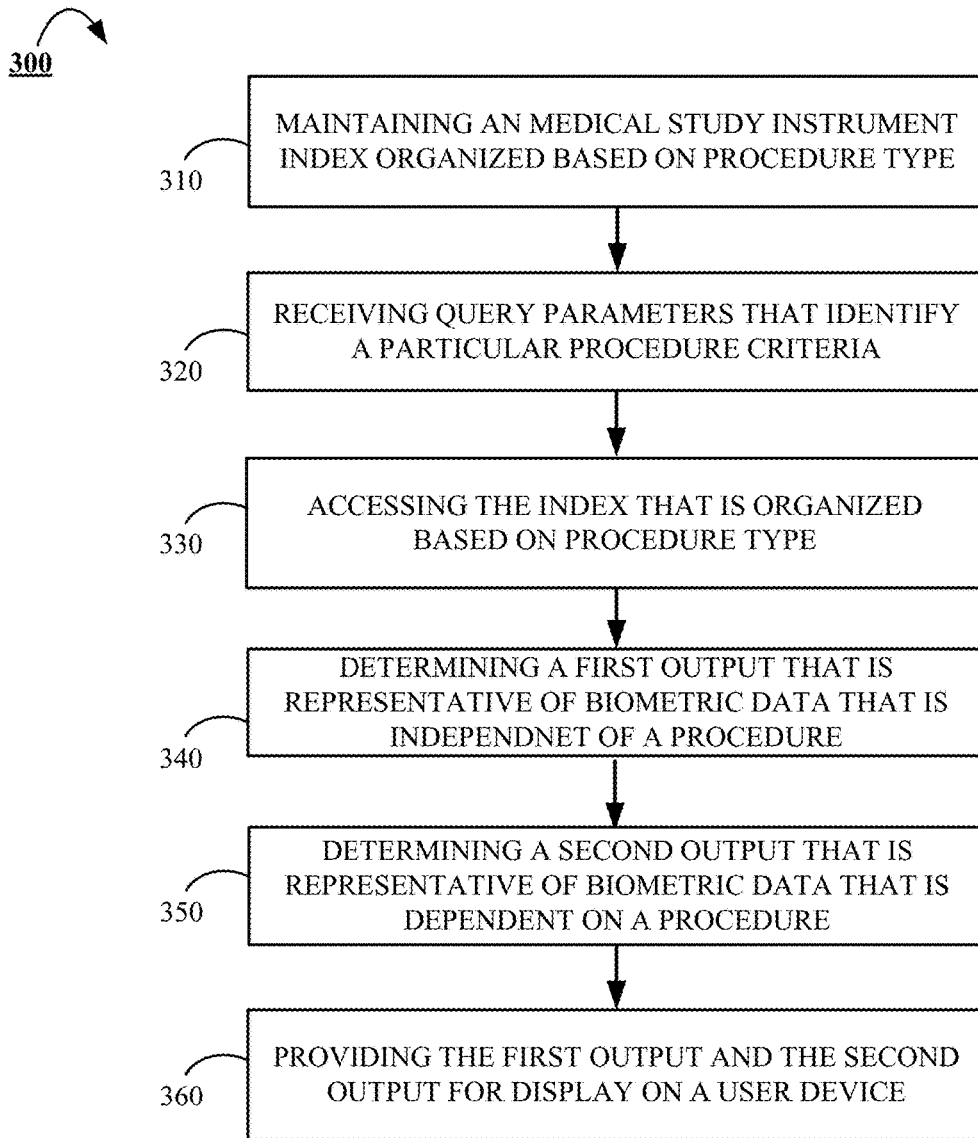 300
MAINTAINING AN MEDICAL STUDY INSTRUMENT
INDEX ORGANIZED BASED ON PROCEDURE TYPE
310
RECEIVING QUERY PARAMETERS THAT IDENTIFY
A PARTICULAR PROCEDURE CRITERIA
320
ACCESSING THE INDEX THAT IS ORGANIZED
BASED ON PROCEDURE TYPE
330
DETERMINING A FIRST OUTPUT THAT IS
REPRESENTATIVE OF BIOMETRIC DATA THAT IS
INDEPENDNET OF A PROCEDURE
340
DETERMINING A SECOND OUTPUT THAT IS
REPRESENTATIVE OF BIOMETRIC DATA THAT IS
DEPENDENT ON A PROCEDURE
350
PROVIDING THE FIRST OUTPUT AND THE SECOND
OUTPUT FOR DISPLAY ON A USER DEVICE
360